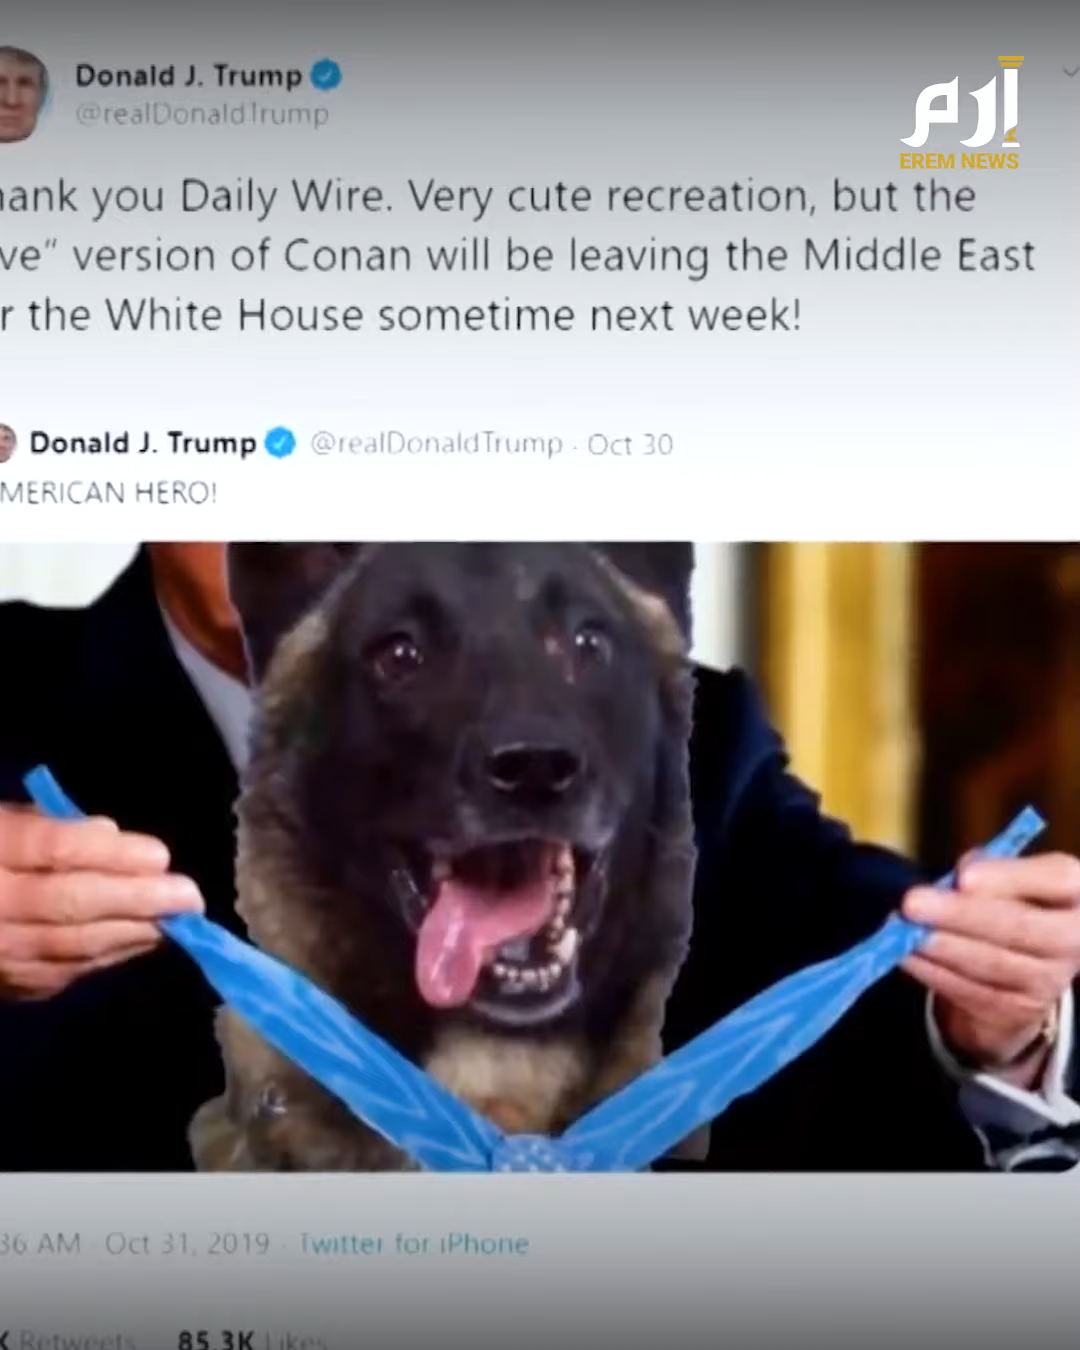 Donald J. Trump
@realDonaldTrump
إرم
EREM NEWS
hank you Daily Wire. Very cute recreation, but the
ve" version of Conan will be leaving the Middle East
r the White House sometime next week!
Donald J. Trump @realDonaldTrump · Oct 30
MERICAN HERO!
36 AM · Oct 31, 2019 · Twitter for iPhone
K Retweets 85.3K Likes